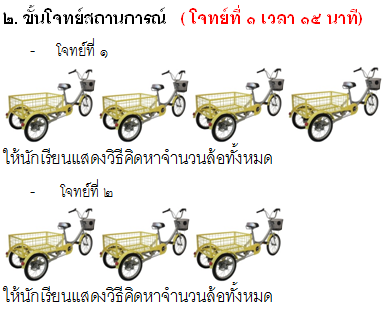 ๒. ขั้นโจทย์สถานการณ์ ( โจทย์ที่ ๑ เวลา ๑๕ นาที)
- โจทย์ที่ ๑
ให้นักเรียนแสดงวิธีคิดหาจำนวนล้อทั้งหมด
- โจทย์ที่ ๒
ให้นักเรียนแสดงวิธีคิดหาจำนวนล้อทั้งหมด